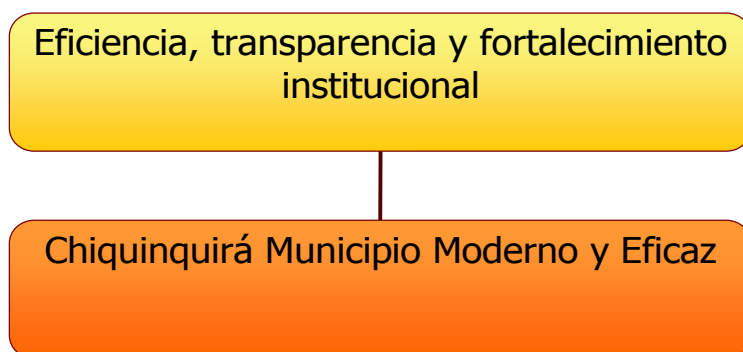 Eficiencia, transparencia y fortalecimiento
institucional
Chiquinquirá Municipio Moderno y Eficaz